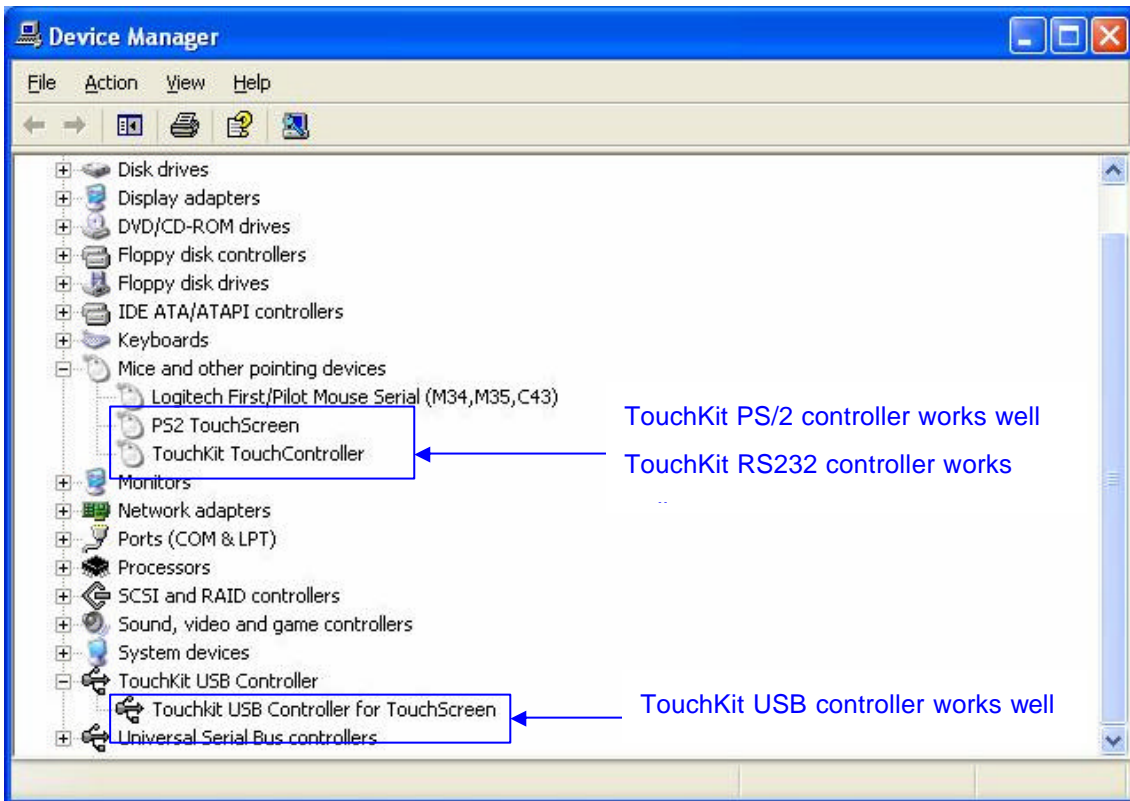 Device Manager
File Action View Help
Disk drives
Display adapters
DVD/CD-ROM drives
Floppy disk controllers
Floppy disk drives
IDE ATA/ATAPI controllers
Keyboards
Mice and other pointing devices
Logitech First/Pilot Mouse Serial (M34,M35,C43)
PS2 TouchScreen
TouchKit TouchController
Monitors
Network adapters
Ports (COM & LPT)
Processors
SCSI and RAID controllers
Sound, video and game controllers
System devices
TouchKit USB Controller
Touchkit USB Controller for TouchScreen
Universal Serial Bus controllers
TouchKit PS/2 controller works well
TouchKit RS232 controller works
TouchKit USB controller works well